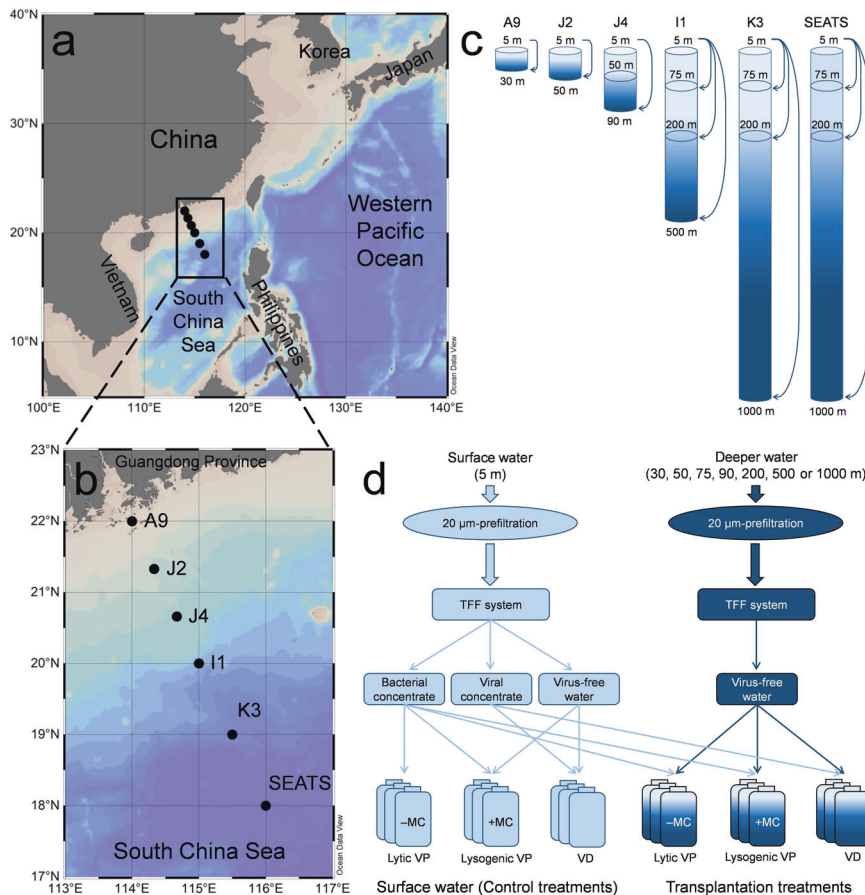 a
40°N
30°N
20°N
10°N
100°E
110°E
120°E
130°E
140°E
Korea
Japan
China
Vietnam
South
China
Sea
Philippines
Western
Pacific
Ocean
Ocean Data View
b
23°N
22°N
21°N
20°N
19°N
18°N
17°N
113°E
114°E
115°E
116°E
117°E
Guangdong Province
A9
J2
J4
I1
K3
SEATS
South China Sea
Ocean Data View
c
A9
5 m
30 m
J2
5 m
50 m
J4
5 m
50 m
90 m
I1
5 m
75 m
200 m
500 m
K3
5 m
75 m
200 m
1000 m
SEATS
5 m
75 m
200 m
1000 m
d
Surface water
(5 m)
20 µm-prefiltration
TFF system
Bacterial
concentrate
Viral
concentrate
Virus-free
water
–MC
+MC
Lytic VP
Lysogenic VP
VD
Surface water (Control treatments)
Deeper water
(30, 50, 75, 90, 200, 500 or 1000 m)
20 µm-prefiltration
TFF system
Virus-free
water
–MC
+MC
Lytic VP
Lysogenic VP
VD
Transplantation treatments